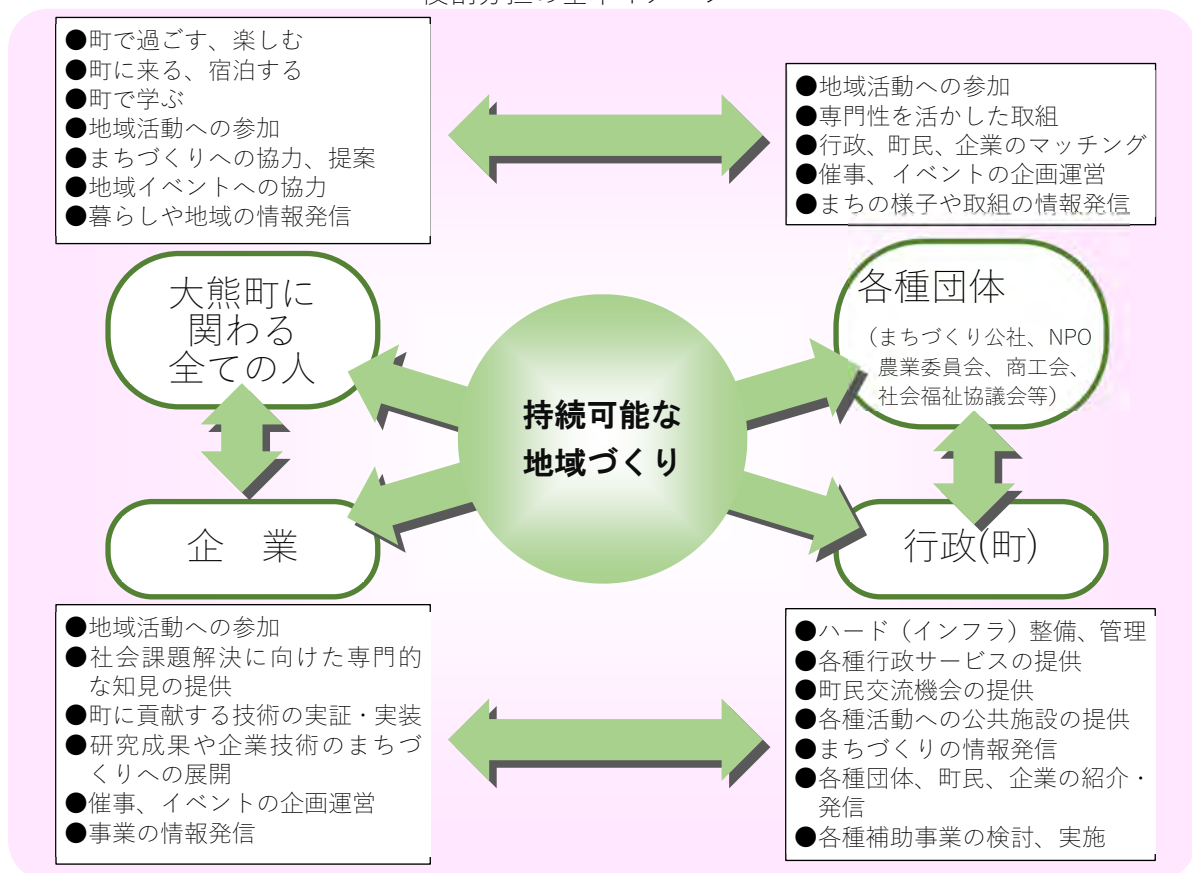 ●町で過ごす、楽しむ
●町に来る、宿泊する
●町で学ぶ
●地域活動への参加
●まちづくりへの協力、提案
●地域イベントへの協力
●暮らしや地域の情報発信
●地域活動への参加
●専門性を活かした取組
●行政、町民、企業のマッチング
●催事、イベントの企画運営
●まちの様子や取組の情報発信
大熊町に
関わる
全ての人
各種団体
（まちづくり公社、NPO
農業委員会、商工会、
社会福祉協議会等）
持続可能な
地域づくり
企　業
行政(町)
●地域活動への参加
●社会課題解決に向けた専門的
な知見の提供
●町に貢献する技術の実証・実装
●研究成果や企業技術のまちづ
くりへの展開
●催事、イベントの企画運営
●事業の情報発信
●ハード（インフラ）整備、管理
●各種行政サービスの提供
●町民交流機会の提供
●各種活動への公共施設の提供
●まちづくりの情報発信
●各種団体、町民、企業の紹介・
発信
●各種補助事業の検討、実施